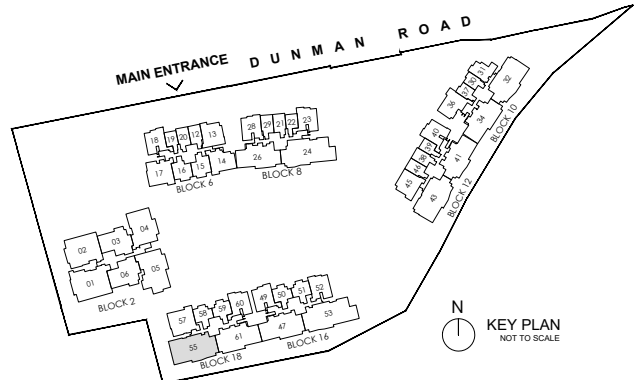 DUNMAN ROAD
MAIN ENTRANCE
18 19 20 12 13
17 16 15 14
BLOCK 6
28 29 21 22 23
26 24
BLOCK 8
31
30
37
32
36
34
BLOCK 10
40
39
38
46
45
41
43
BLOCK 12
02 03 04
01 06 05
BLOCK 2
57 58 59 60
55 61
BLOCK 18
49 50 51 52
47 53
BLOCK 16
N
KEY PLAN
NOT TO SCALE